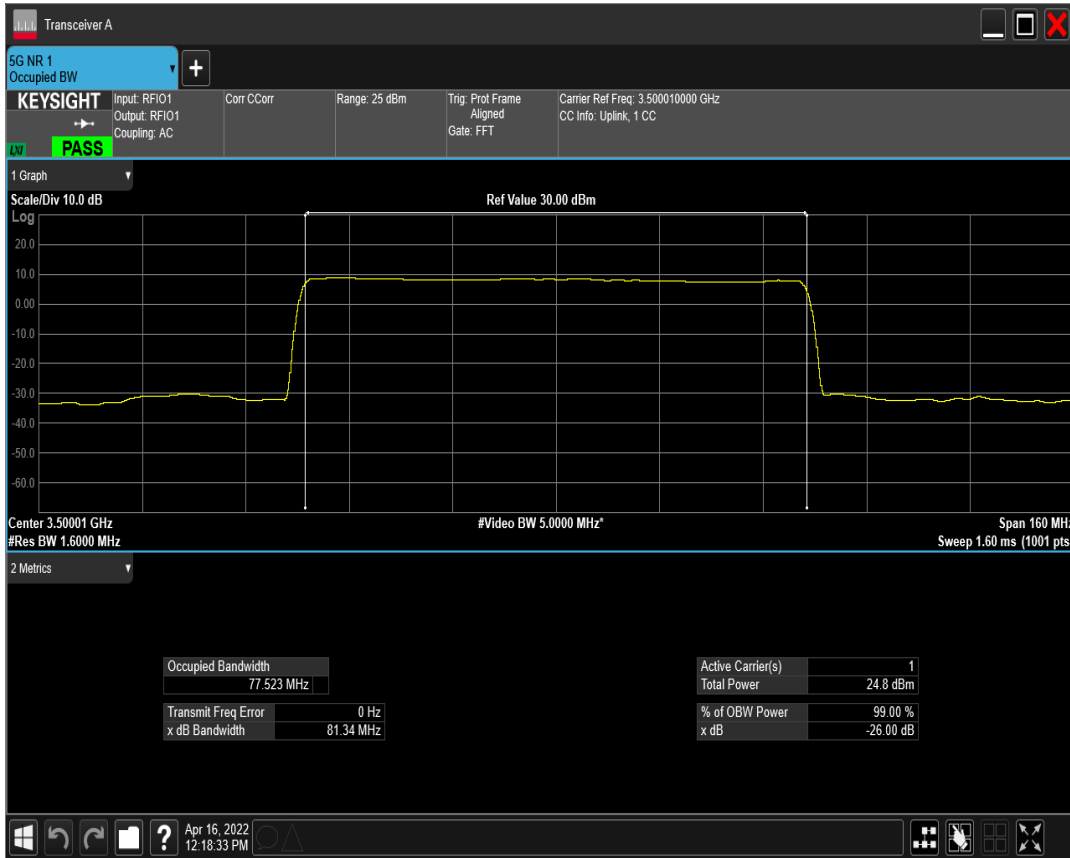 Transceiver A
5G NR 1
Occupied BW
+
KEYSIGHT
LXI
PASS
Input: RFIO1
Output: RFIO1
Coupling: AC
Corr CCorr
Range: 25 dBm
Trig: Prot Frame
Aligned
Gate: FFT
Carrier Ref Freq: 3.500010000 GHz
CC Info: Uplink, 1 CC
1 Graph
Scale/Div 10.0 dB
Ref Value 30.00 dBm
Log
20.0
10.0
0.00
-10.0
-20.0
-30.0
-40.0
-50.0
-60.0
Center 3.50001 GHz
#Video BW 5.0000 MHz*
Span 160 MHz
#Res BW 1.6000 MHz
Sweep 1.60 ms (1001 pts
2 Metrics
Occupied Bandwidth
77.523 MHz
Transmit Freq Error 0 Hz
x dB Bandwidth 81.34 MHz
Active Carrier(s) 1
Total Power 24.8 dBm
% of OBW Power 99.00 %
x dB -26.00 dB
?
Apr 16, 2022
12:18:33 PM